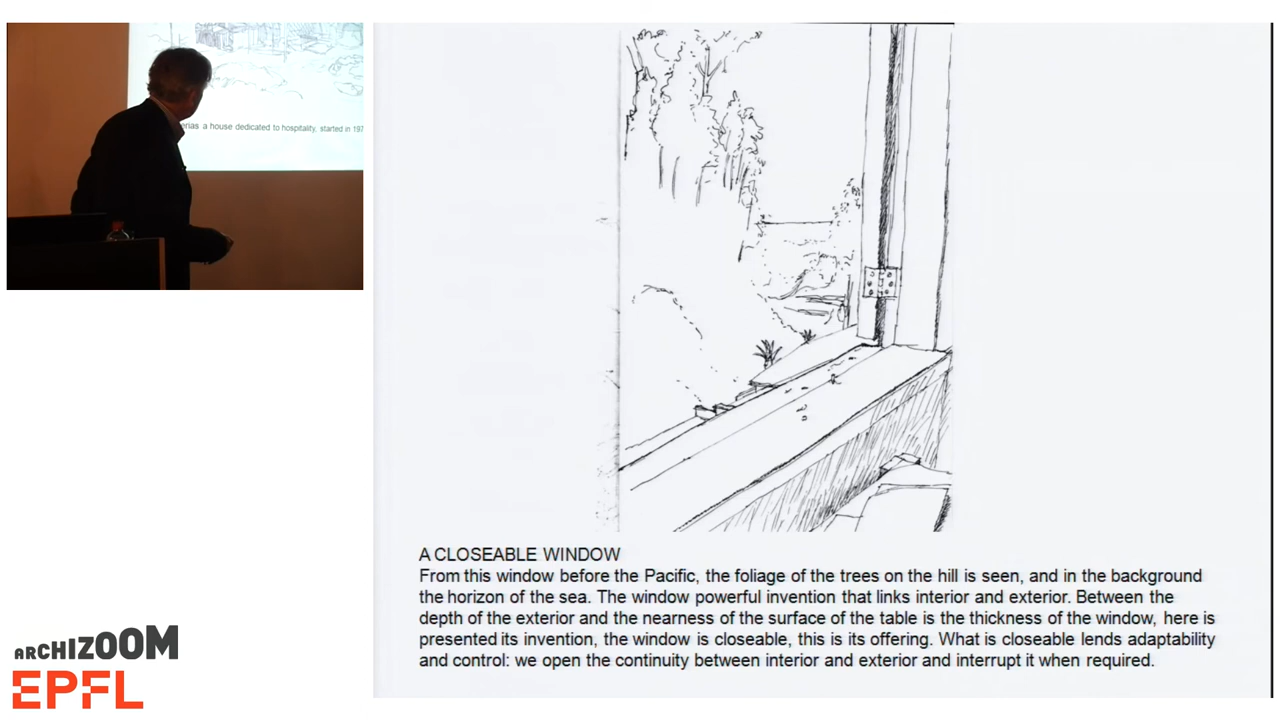 a house dedicated to hospitality, started in 197
A CLOSEABLE WINDOW
From this window before the Pacific, the foliage of the trees on the hill is seen, and in the background
the horizon of the sea. The window powerful invention that links interior and exterior. Between the
depth of the exterior and the nearness of the surface of the table is the thickness of the window, here is
presented its invention, the window is closeable, this is its offering. What is closeable lends adaptability
and control: we open the continuity between interior and exterior and interrupt it when required.
ARCHIZOOM
EPFL